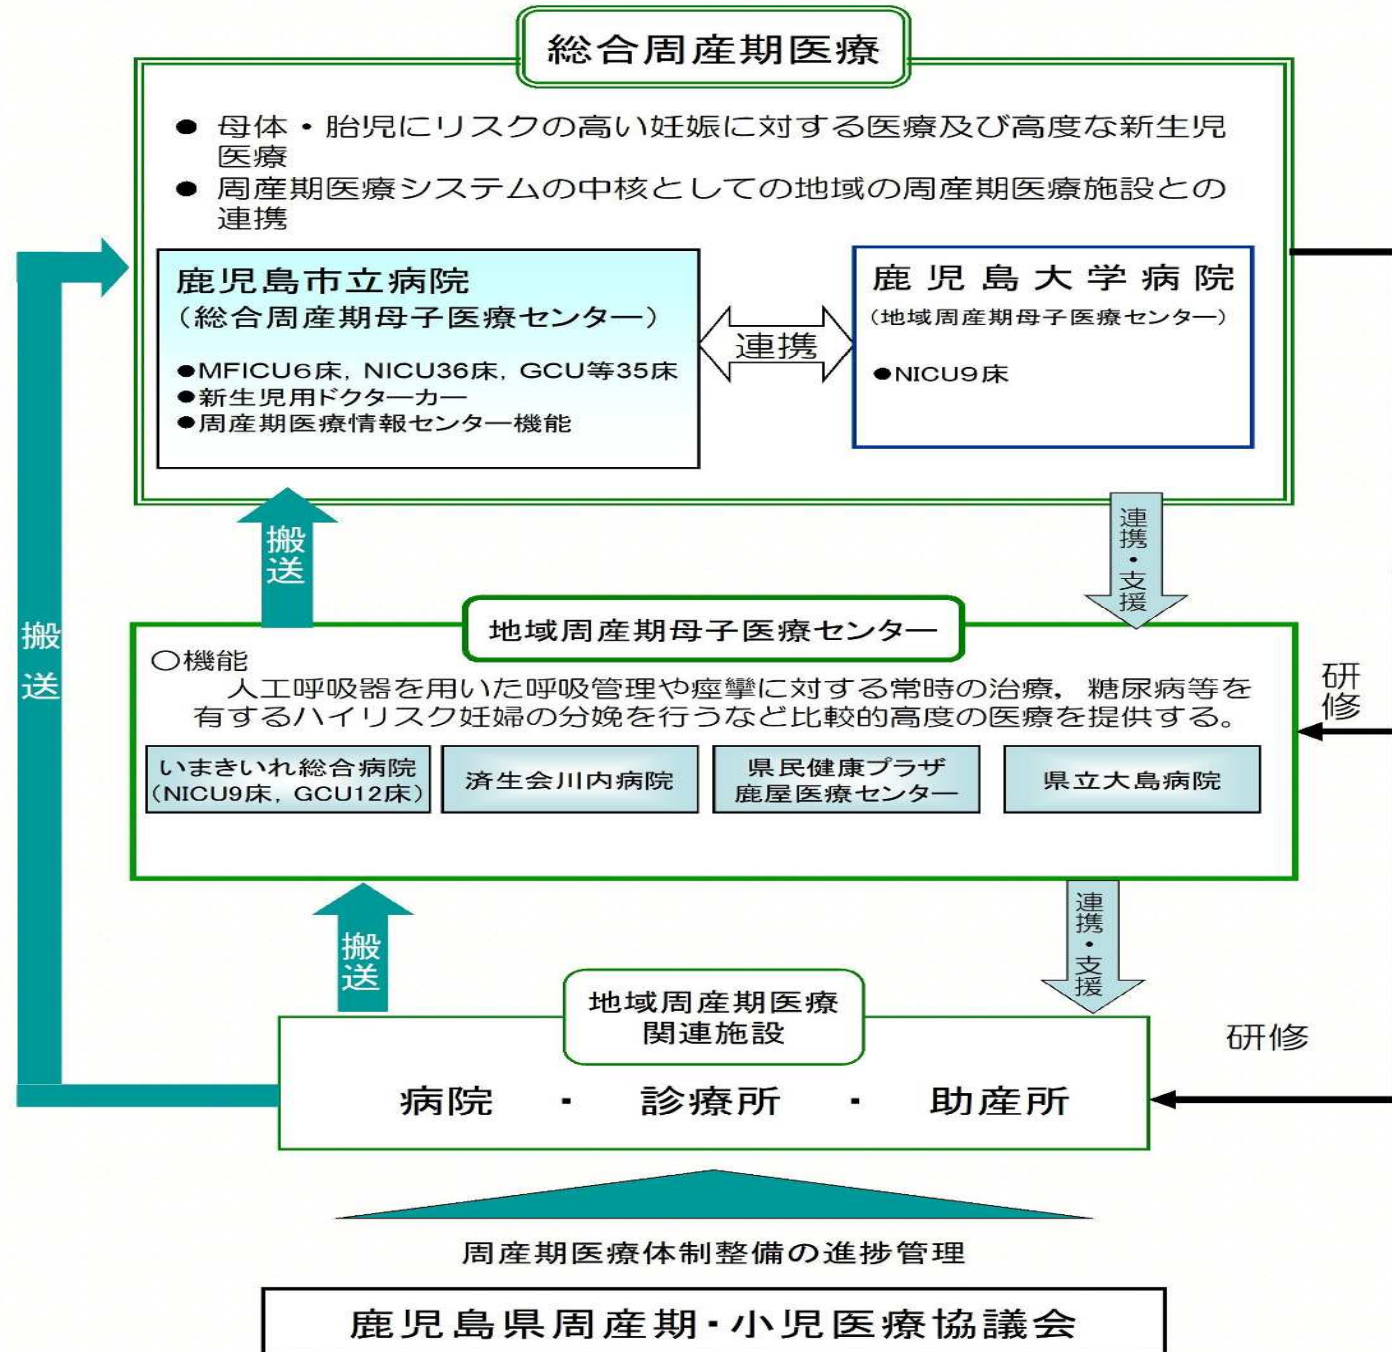 総合周産期医療
● 母体・胎児にリスクの高い妊娠に対する医療及び高度な新生児
医療
● 周産期医療システムの中核としての地域の周産期医療施設との
連携
鹿児島市立病院
（総合周産期母子医療センター）
●MFICU6床，NICU36床，GCU等35床
●新生児用ドクターカー
●周産期医療情報センター機能
連携
鹿児島大学病院
（地域周産期母子医療センター）
●NICU9床
搬送
連携・支援
搬送
地域周産期母子医療センター
○機能
人工呼吸器を用いた呼吸管理や痙攣に対する常時の治療，糖尿病等を
有するハイリスク妊婦の分娩を行うなど比較的高度の医療を提供する。
いまきいれ総合病院
（NICU9床，GCU12床）
済生会川内病院
県民健康プラザ
鹿屋医療センター
県立大島病院
研修
搬送
連携・支援
地域周産期医療
関連施設
病院 ・ 診療所 ・ 助産所
研修
周産期医療体制整備の進捗管理
鹿児島県周産期・小児医療協議会